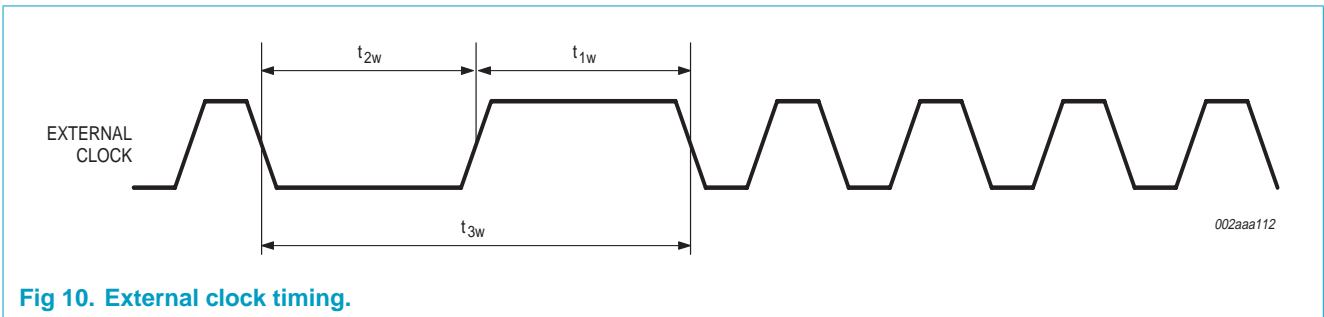 t2w
t1w
EXTERNAL
CLOCK
t3w
002aaa112
Fig 10. External clock timing.